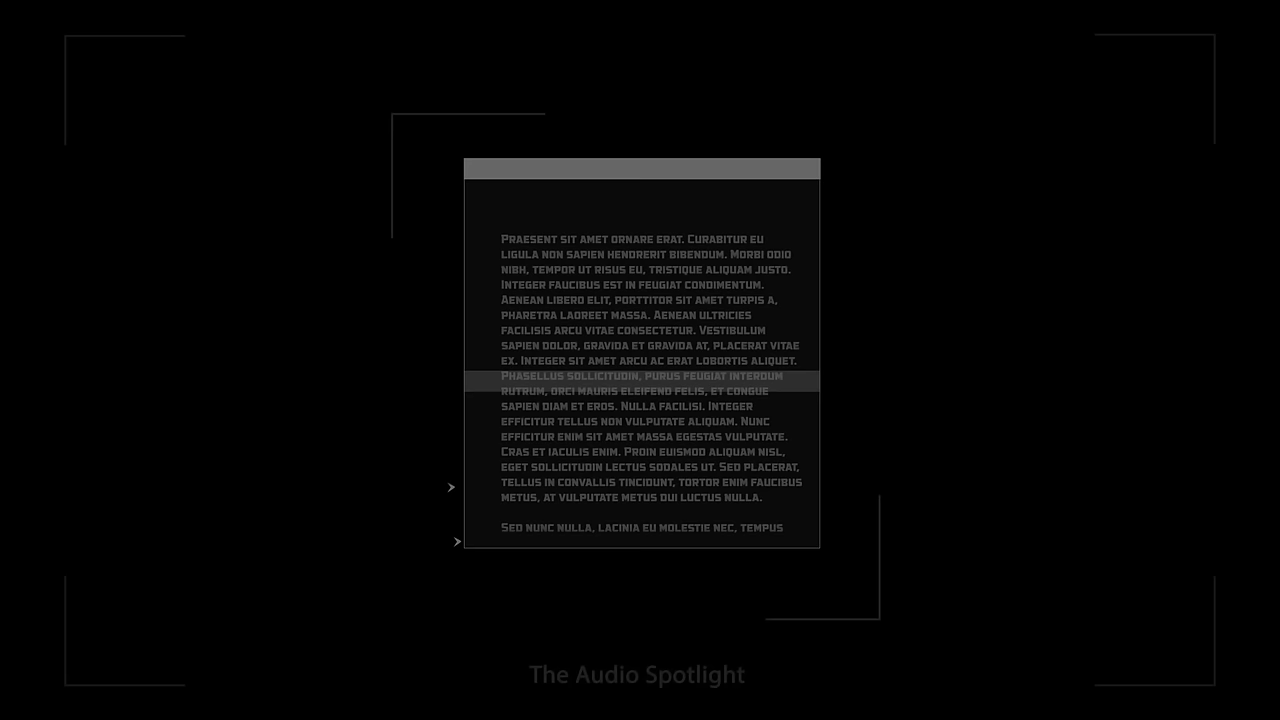 Praesent sit amet ornare erat. Curabitur eu
ligula non sapien hendrerit bibendum. Morbi odio
nibh, tempor ut risus eu, tristique aliquam justo.
Integer faucibus est in feugiat condimentum.
Aenean libero elit, porttitor sit amet turpis a,
pharetra laoreet massa. Aenean ultricies
facilisis arcu vitae consectetur. Vestibulum
sapien dolor, gravida et gravida at, placerat vitae
ex. Integer sit amet arcu ac erat lobortis aliquet.
Phasellus sollicitudin, purus feugiat interdum
rutrum, orci mauris eleifend felis, et congue
sapien diam et eros. Nulla facilisi. Integer
efficitur tellus non vulputate aliquam. Nunc
efficitur enim sit amet massa egestas vulputate.
Cras et iaculis enim. Proin euismod aliquam nisl,
eget sollicitudin lectus sodales ut. Sed placerat,
tellus in convallis tincidunt, tortor enim faucibus
metus, at vulputate metus dui luctus nulla.
Sed nunc nulla, lacinia eu molestie nec, tempus
The Audio Spotlight